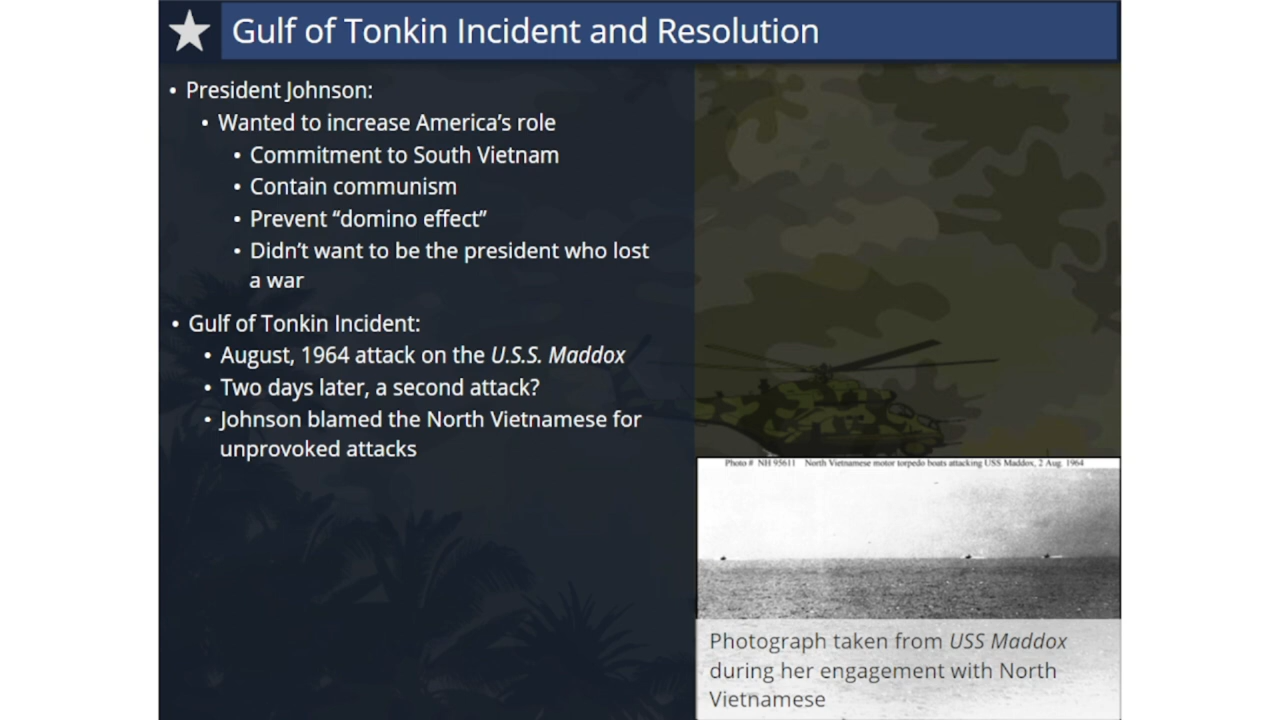 Gulf of Tonkin Incident and Resolution
• President Johnson:
• Wanted to increase America's role
• Commitment to South Vietnam
• Contain communism
• Prevent “domino effect”
• Didn't want to be the president who lost
a war
• Gulf of Tonkin Incident:
• August, 1964 attack on the U.S.S. Maddox
• Two days later, a second attack?
• Johnson blamed the North Vietnamese for
unprovoked attacks
Photo # NH 95611 North Vietnamese motor torpedo boats attacking USS Maddox, 2 Aug. 1964
Photograph taken from USS Maddox
during her engagement with North
Vietnamese